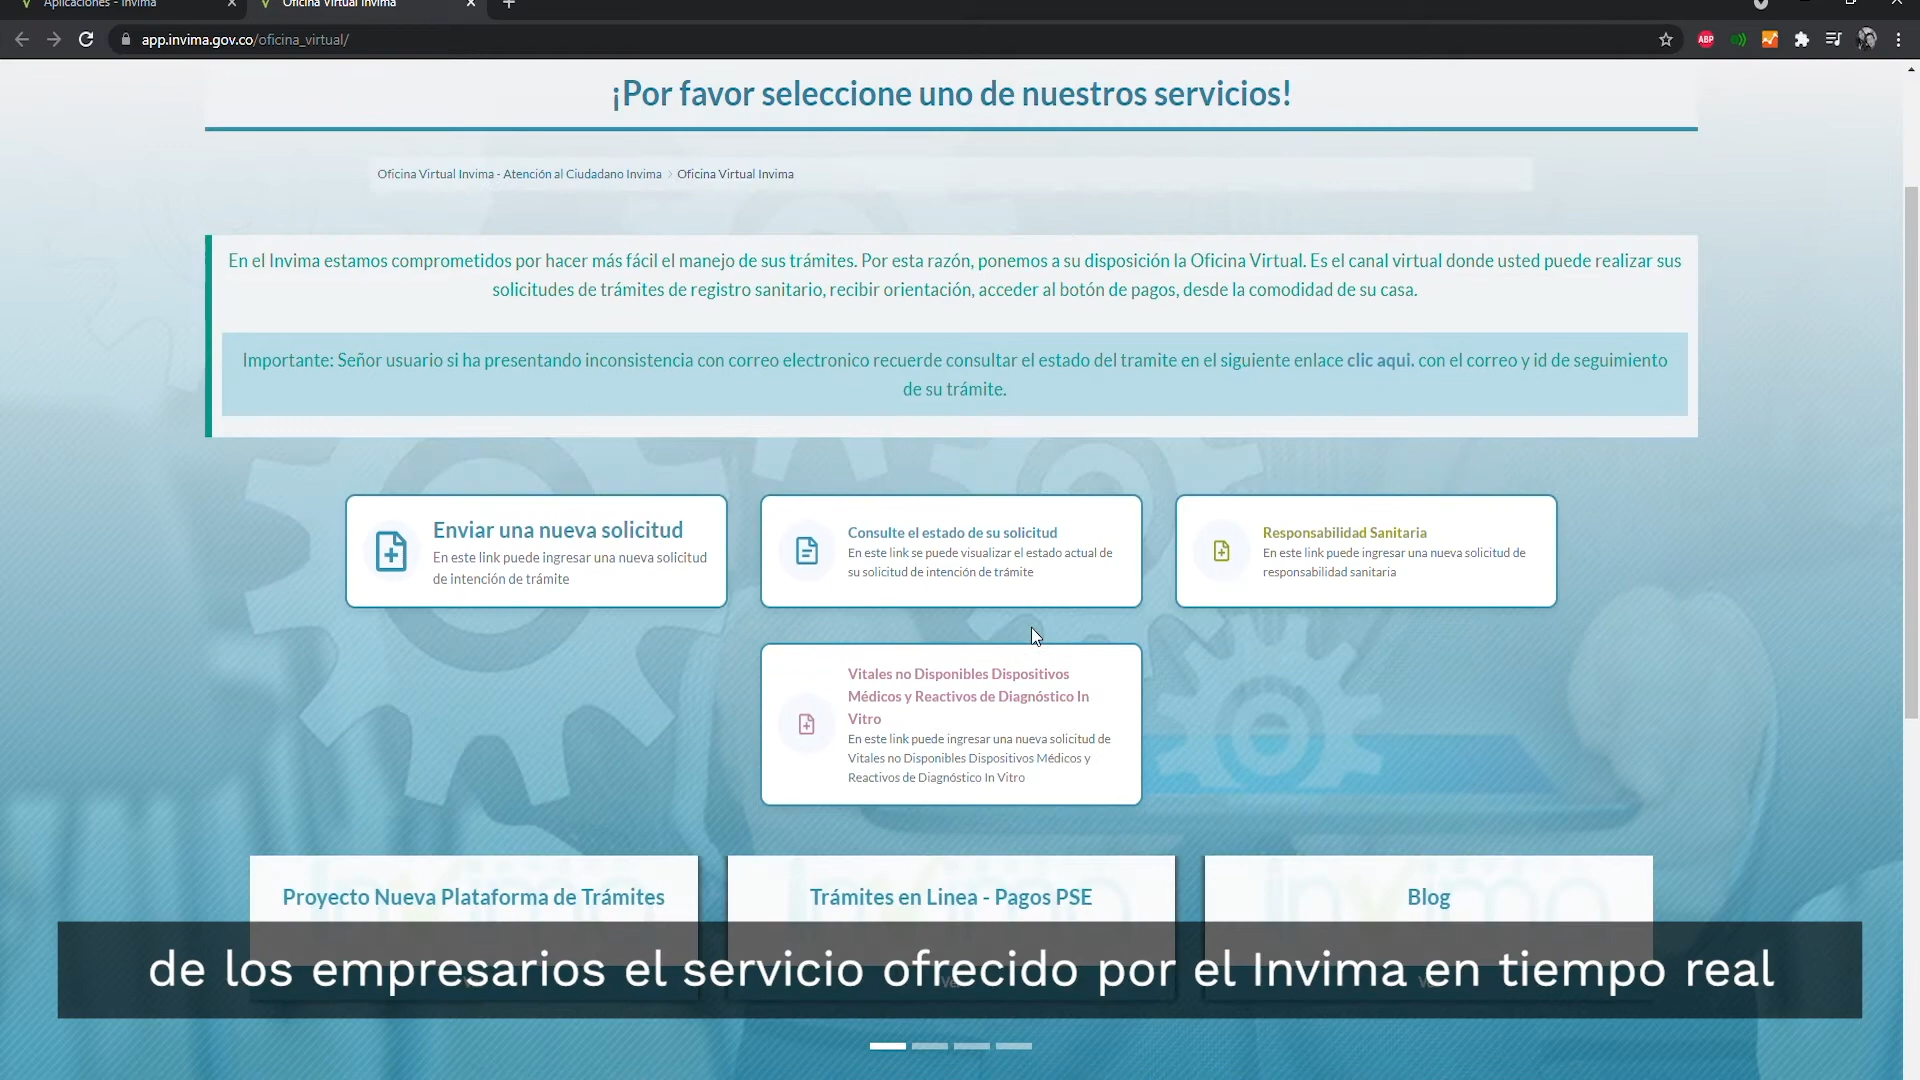 Aplicaciones - Invima
Oficina Virtual Invima
app.invima.gov.co/oficina_virtual/
ABP
¡Por favor seleccione uno de nuestros servicios!
Oficina Virtual Invima - Atención al Ciudadano Invima > Oficina Virtual Invima
En el Invima estamos comprometidos por hacer más fácil el manejo de sus trámites. Por esta razón, ponemos a su disposición la Oficina Virtual. Es el canal virtual donde usted puede realizar sus
solicitudes de trámites de registro sanitario, recibir orientación, acceder al botón de pagos, desde la comodidad de su casa.
Importante: Señor usuario si ha presentando inconsistencia con correo electronico recuerde consultar el estado del tramite en el siguiente enlace clic aqui. con el correo y id de seguimiento
de su trámite.
Enviar una nueva solicitud
En este link puede ingresar una nueva solicitud
de intención de trámite
Consulte el estado de su solicitud
En este link se puede visualizar el estado actual de
su solicitud de intención de trámite
Responsabilidad Sanitaria
En este link puede ingresar una nueva solicitud de
responsabilidad sanitaria
Vitales no Disponibles Dispositivos
Médicos y Reactivos de Diagnóstico In
Vitro
En este link puede ingresar una nueva solicitud de
Vitales no Disponibles Dispositivos Médicos y
Reactivos de Diagnóstico In Vitro
Proyecto Nueva Plataforma de Trámites
Trámites en Linea - Pagos PSE
Blog
de los empresarios el servicio ofrecido por el Invima en tiempo real